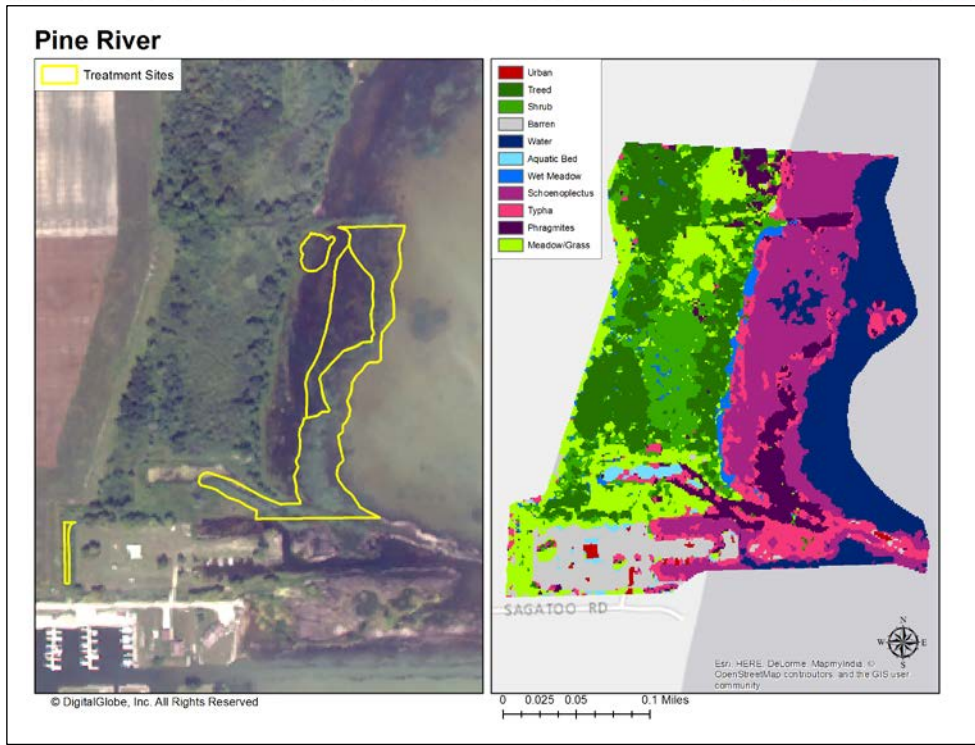 Pine River
Treatment Sites
Urban
Treed
Shrub
Barren
Water
Aquatic Bed
Wet Meadow
Schoenoplectus
Typha
Phragmites
Meadow/Grass
SAGATOO RD
N
W E
S
Esri, HERE, DeLorme, MapmyIndia, ©
OpenStreetMap contributors, and the GIS user
community
© DigitalGlobe, Inc. All Rights Reserved
0 0.025 0.05 0.1 Miles